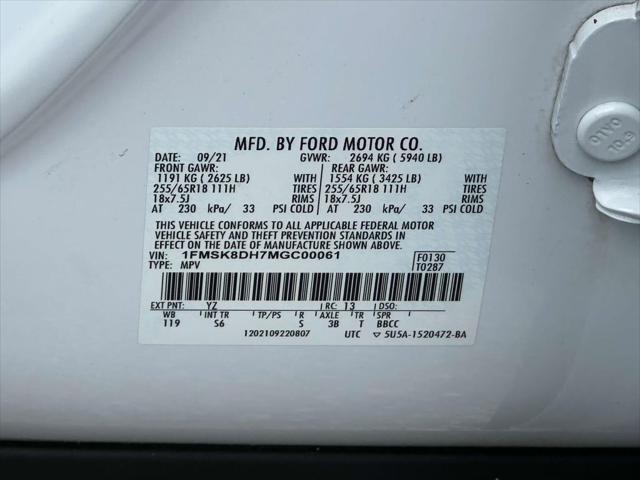 MFD. BY FORD MOTOR CO.
DATE: 09/21 GVWR: 2694 KG ( 5940 LB)
FRONT GAWR: REAR GAWR:
1191 KG ( 2625 LB) WITH 1554 KG ( 3425 LB) WITH
255/65R18 111H TIRES 255/65R18 111H TIRES
18x7.5J RIMS 18x7.5J RIMS
AT 230 kPa/ 33 PSI COLD AT 230 kPa/ 33 PSI COLD
THIS VEHICLE CONFORMS TO ALL APPLICABLE FEDERAL MOTOR
VEHICLE SAFETY AND THEFT PREVENTION STANDARDS IN
EFFECT ON THE DATE OF MANUFACTURE SHOWN ABOVE.
VIN: 1FMSK8DH7MGC00061 F0130
TYPE: MPV T0287
EXT PNT: YZ RC: 13 DSO:
WB INT TR TP/PS R AXLE TR SPR
119 S6 S 3B T BBCC
1202109220807 UTC ▽ 5U5A-1520472-BA